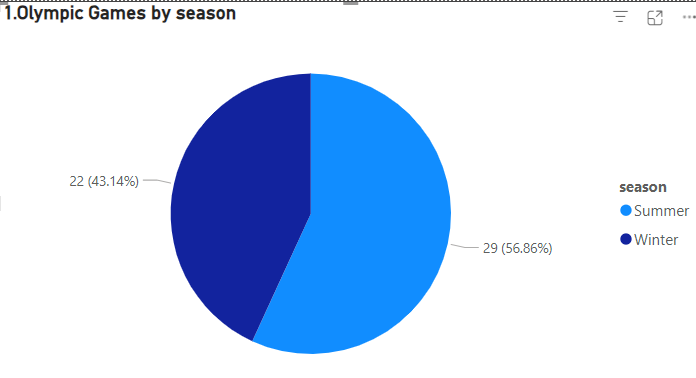 1.Olympic Games by season
22 (43.14%)
29 (56.86%)
season
Summer
Winter